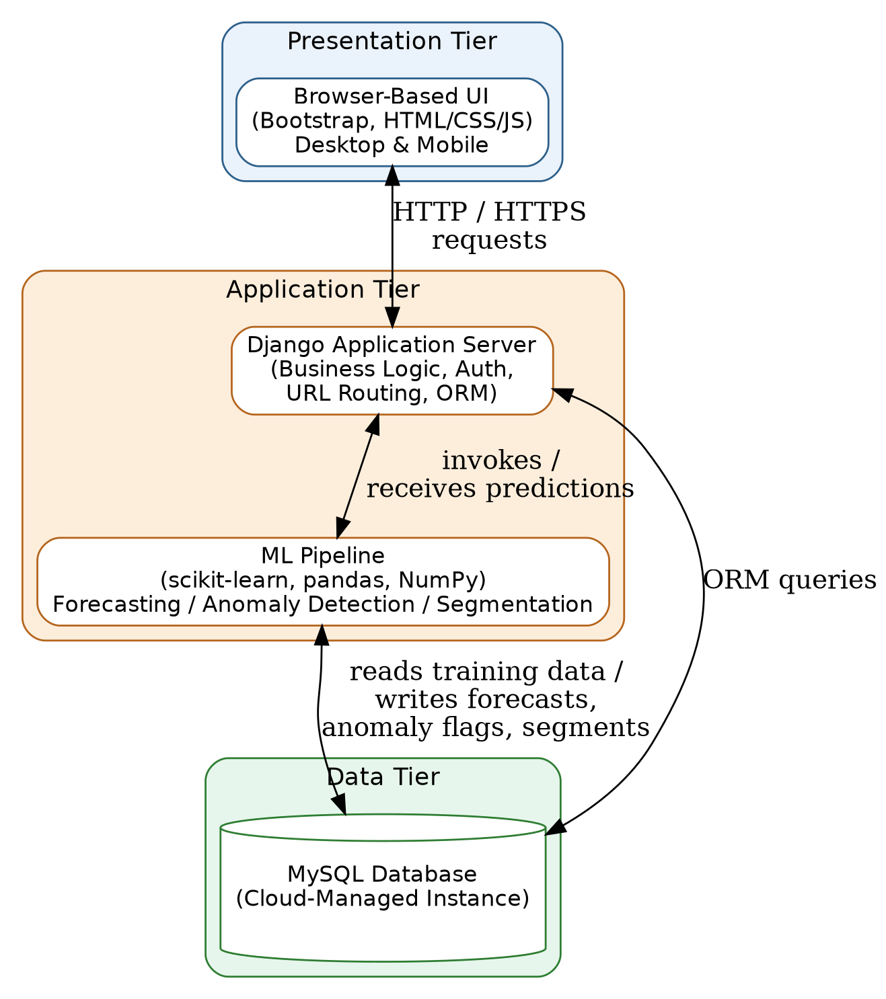 Presentation Tier
Browser-Based UI
(Bootstrap, HTML/CSS/JS)
Desktop & Mobile
HTTP / HTTPS
requests
Application Tier
Django Application Server
(Business Logic, Auth,
URL Routing, ORM)
invokes /
receives predictions
ML Pipeline
(scikit-learn, pandas, NumPy)
Forecasting / Anomaly Detection / Segmentation
ORM queries
reads training data /
writes forecasts,
anomaly flags, segments
Data Tier
MySQL Database
(Cloud-Managed Instance)